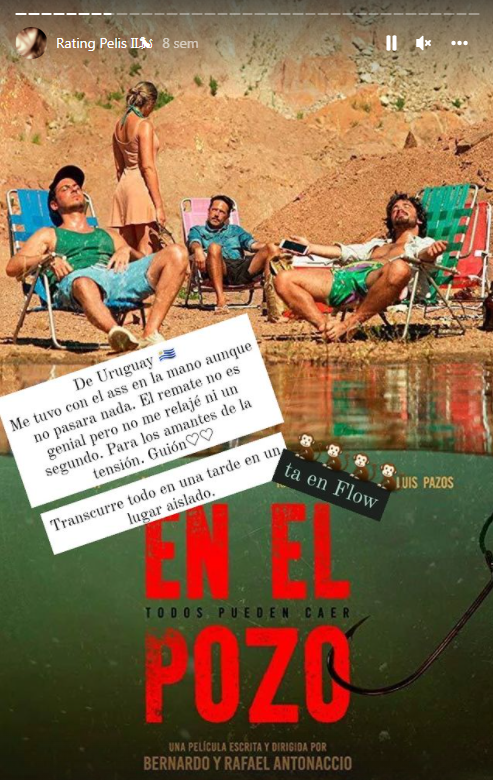 Rating Pelis 8 sem
De Uruguay 🇺🇾
Me tuvo con el ass en la mano aunque
no pasara nada. El remate no es
genial pero no me relajé ni un
segundo. Para los amantes de la
tensión. Guión♡♡
Transcurre todo en una tarde en un
lugar aislado.
🐒🐒🐒🐒
ta en Flow
LUIS PAZOS
EN EL
TODOS PUEDEN CAER
POZO
UNA PELÍCULA ESCRITA Y DIRIGIDA POR
BERNARDO Y RAFAEL ANTONACCIO